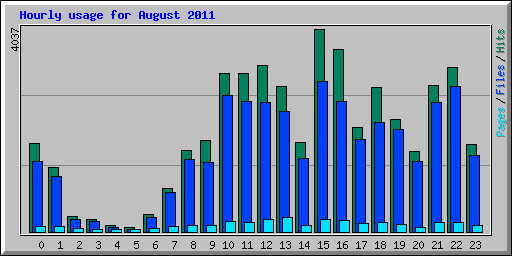 Hourly usage for August 2011
4037
Pages/Files/Hits
0 1 2 3 4 5 6 7 8 9 10 11 12 13 14 15 16 17 18 19 20 21 22 23